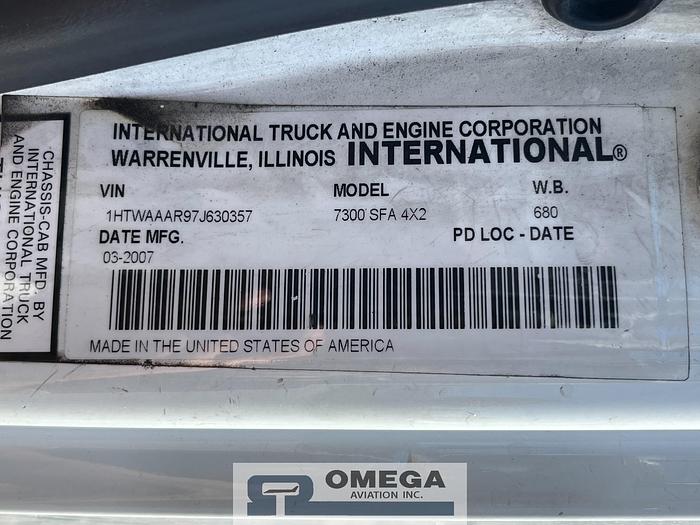 INTERNATIONAL TRUCK AND ENGINE CORPORATION
WARRENVILLE, ILLINOIS INTERNATIONAL®
VIN MODEL W.B.
1HTWAAAR97J630357 7300 SFA 4X2 680
DATE MFG. PD LOC - DATE
03-2007
MADE IN THE UNITED STATES OF AMERICA
CHASSIS-CAB MFD. BY
INTERNATIONAL TRUCK
AND ENGINE CORPORATION
OMEGA
AVIATION INC.